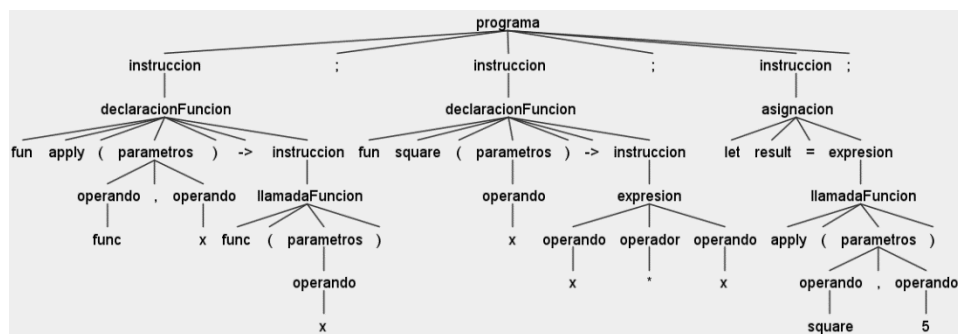 programa
instruccion ; instruccion ; instruccion ;
declaracionFuncion declaracionFuncion asignacion
fun apply ( parametros ) -> instruccion fun square ( parametros ) -> instruccion let result = expresion
operando , operando llamadaFuncion operando expresion llamadaFuncion
func x func ( parametros ) x operando operador operando apply ( parametros )
operando x * x operando , operando
x square 5